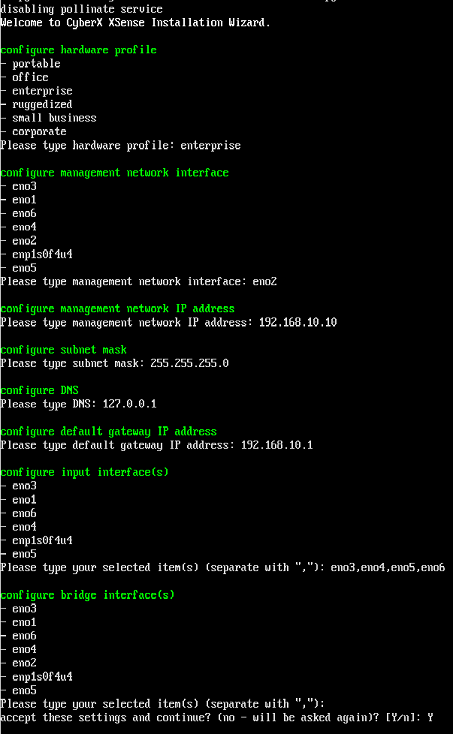 disabling pollinate service
Welcome to CyberX XSense Installation Wizard.
configure hardware profile
- portable
- office
- enterprise
- ruggedized
- small business
- corporate
Please type hardware profile: enterprise
configure management network interface
- eno3
- eno1
- eno6
- eno4
- eno2
- enp1s0f4u4
- eno5
Please type management network interface: eno2
configure management network IP address
Please type management network IP address: 192.168.10.10
configure subnet mask
Please type subnet mask: 255.255.255.0
configure DNS
Please type DNS: 127.0.0.1
configure default gateway IP address
Please type default gateway IP address: 192.168.10.1
configure input interface(s)
- eno3
- eno1
- eno6
- eno4
- enp1s0f4u4
- eno5
Please type your selected item(s) (separate with ","): eno3,eno4,eno5,eno6
configure bridge interface(s)
- eno3
- eno1
- eno6
- eno4
- eno2
- enp1s0f4u4
- eno5
Please type your selected item(s) (separate with ","):
accept these settings and continue? (no - will be asked again)? [Y/n]: Y